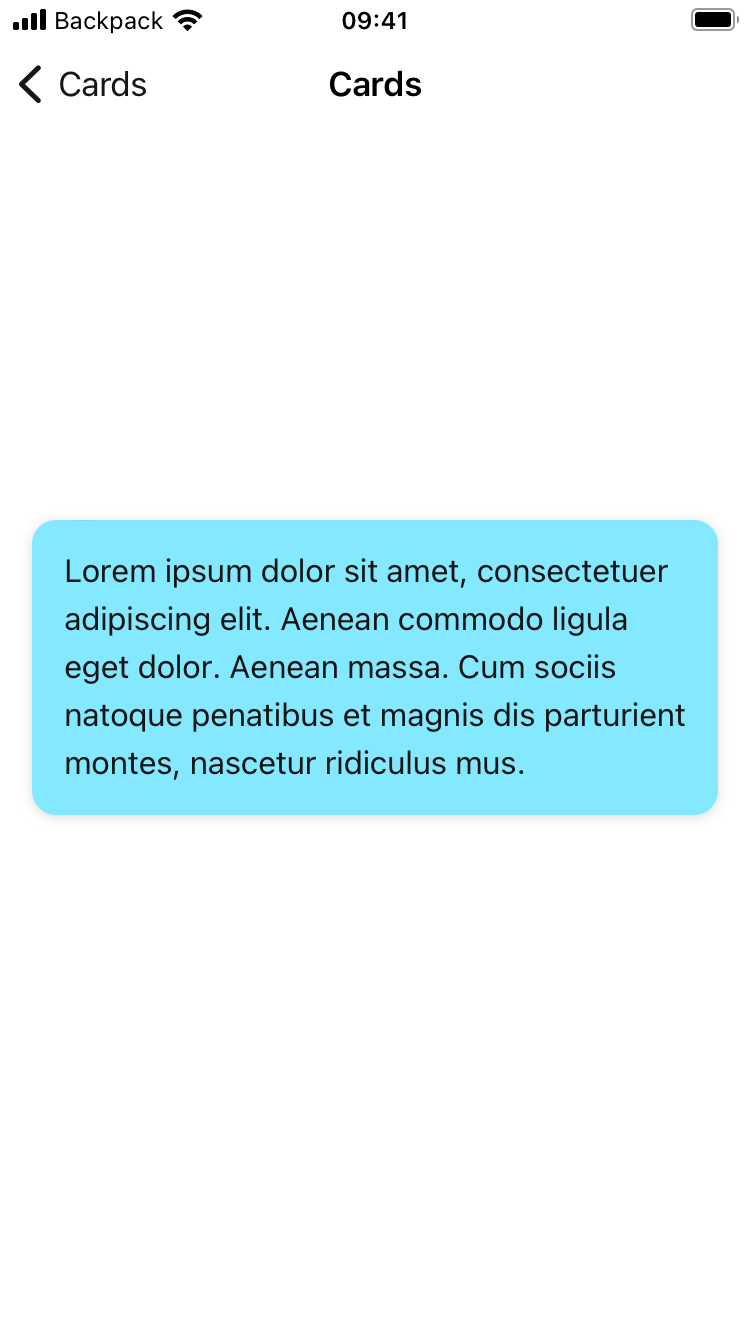 Backpack 09:41
Cards Cards
Lorem ipsum dolor sit amet, consectetuer
adipiscing elit. Aenean commodo ligula
eget dolor. Aenean massa. Cum sociis
natoque penatibus et magnis dis parturient
montes, nascetur ridiculus mus.